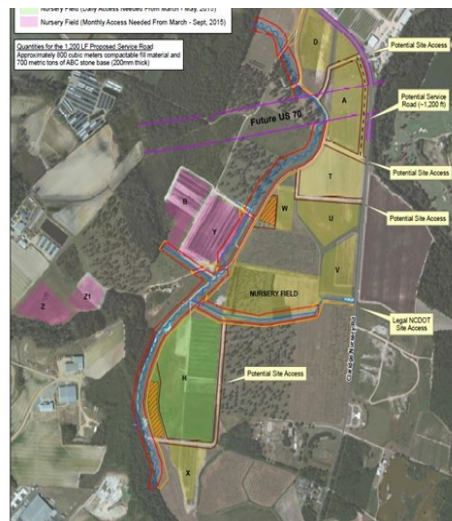 Nursery Field (Daily Access Needed From March - May, 2015)
Nursery Field (Monthly Access Needed From March - Sept, 2015)
Quantities for the 1,200 LF Proposed Service Road
Approximately 800 cubic meters compactable fill material and
700 metric tons of ABC stone base (200mm thick)
Potential Site Access
D
A
Potential Service
Road (~1,200 ft)
Future US 70
Potential Site Access
T
B
Potential Site Access
W
Y
U
V
Z1
Z
NURSERY FIELD
Legal NCDOT
Site Access
H
Potential Site Access
X